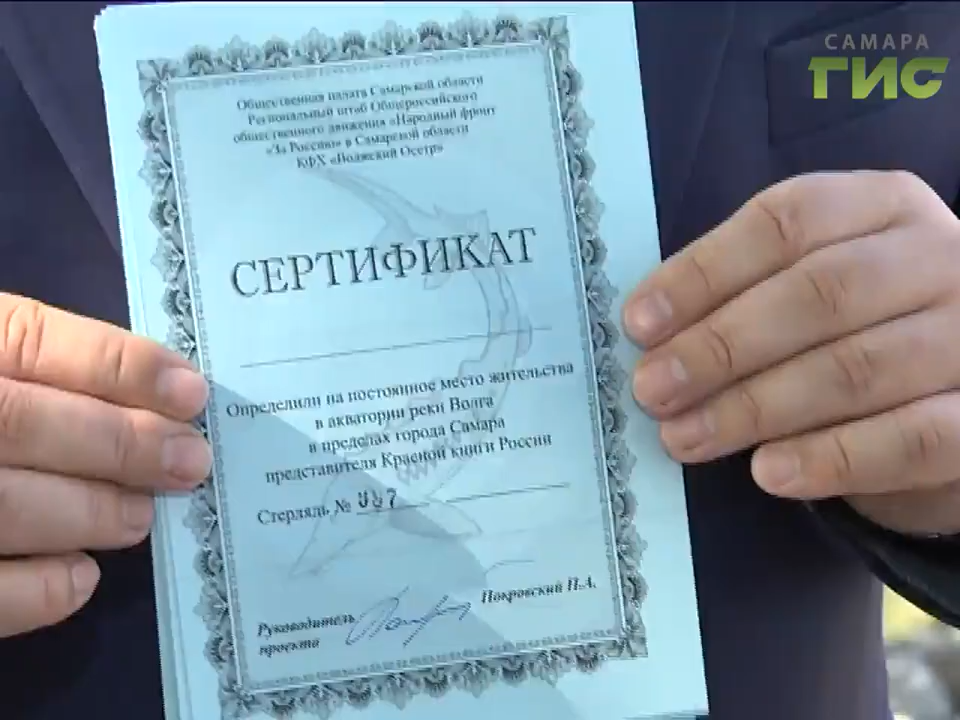 САМАРА
ГИС
Общественная палата Самарской области
Региональный штаб Общероссийского
общественного движения «Народный фронт
«За Россию» в Самарской области
КФХ «Волжский Осетр»
СЕРТИФИКАТ
Определили на постоянное место жительства
в акватории реки Волга
в пределах города Самара
представителя Красной книги России
Стерлядь №
Покровский П.А.
Руководитель
проекта